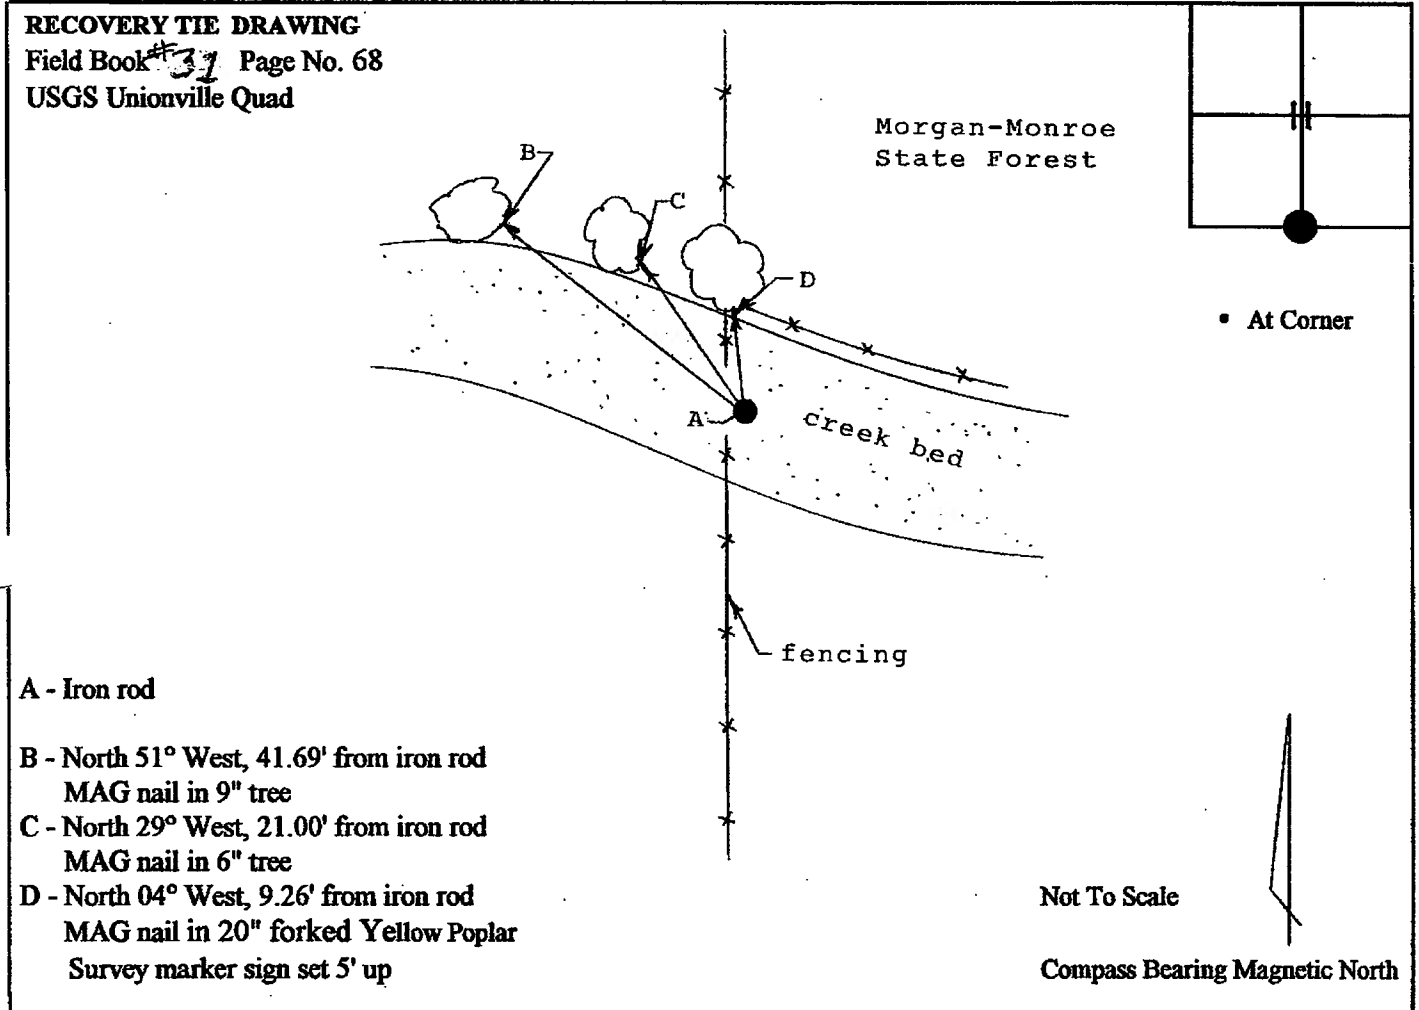 RECOVERY TIE DRAWING
Field Book #31 Page No. 68
USGS Unionville Quad
Morgan-Monroe
State Forest
B
C
D
A
creek bed
fencing
• At Corner
A - Iron rod
B - North 51° West, 41.69' from iron rod
MAG nail in 9" tree
C - North 29° West, 21.00' from iron rod
MAG nail in 6" tree
D - North 04° West, 9.26' from iron rod
MAG nail in 20" forked Yellow Poplar
Survey marker sign set 5' up
Not To Scale
Compass Bearing Magnetic North